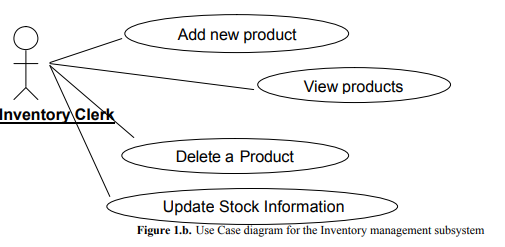 Add new product
View products
Inventory Clerk
Delete a Product
Update Stock Information
Figure 1.b. Use Case diagram for the Inventory management subsystem